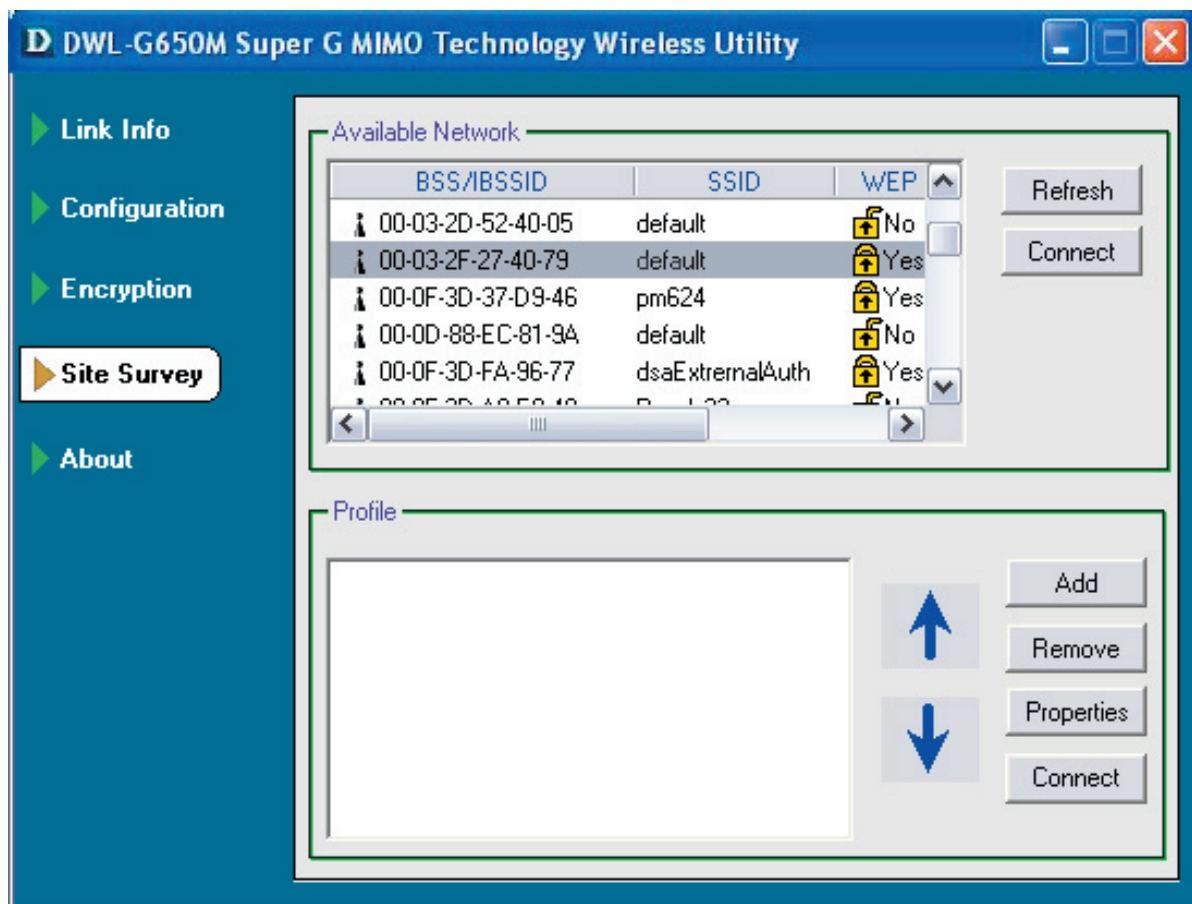 D DWL-G650M Super G MIMO Technology Wireless Utility
Link Info
Configuration
Encryption
Site Survey
About
Available Network
BSS/IBSSID SSID WEP
00-03-2D-52-40-05 default No
00-03-2F-27-40-79 default Yes
00-0F-3D-37-D9-46 pm624 Yes
00-0D-88-EC-81-9A default No
00-0F-3D-FA-96-77 dsaExtrernalAuth Yes
Refresh
Connect
Profile
Add
Remove
Properties
Connect